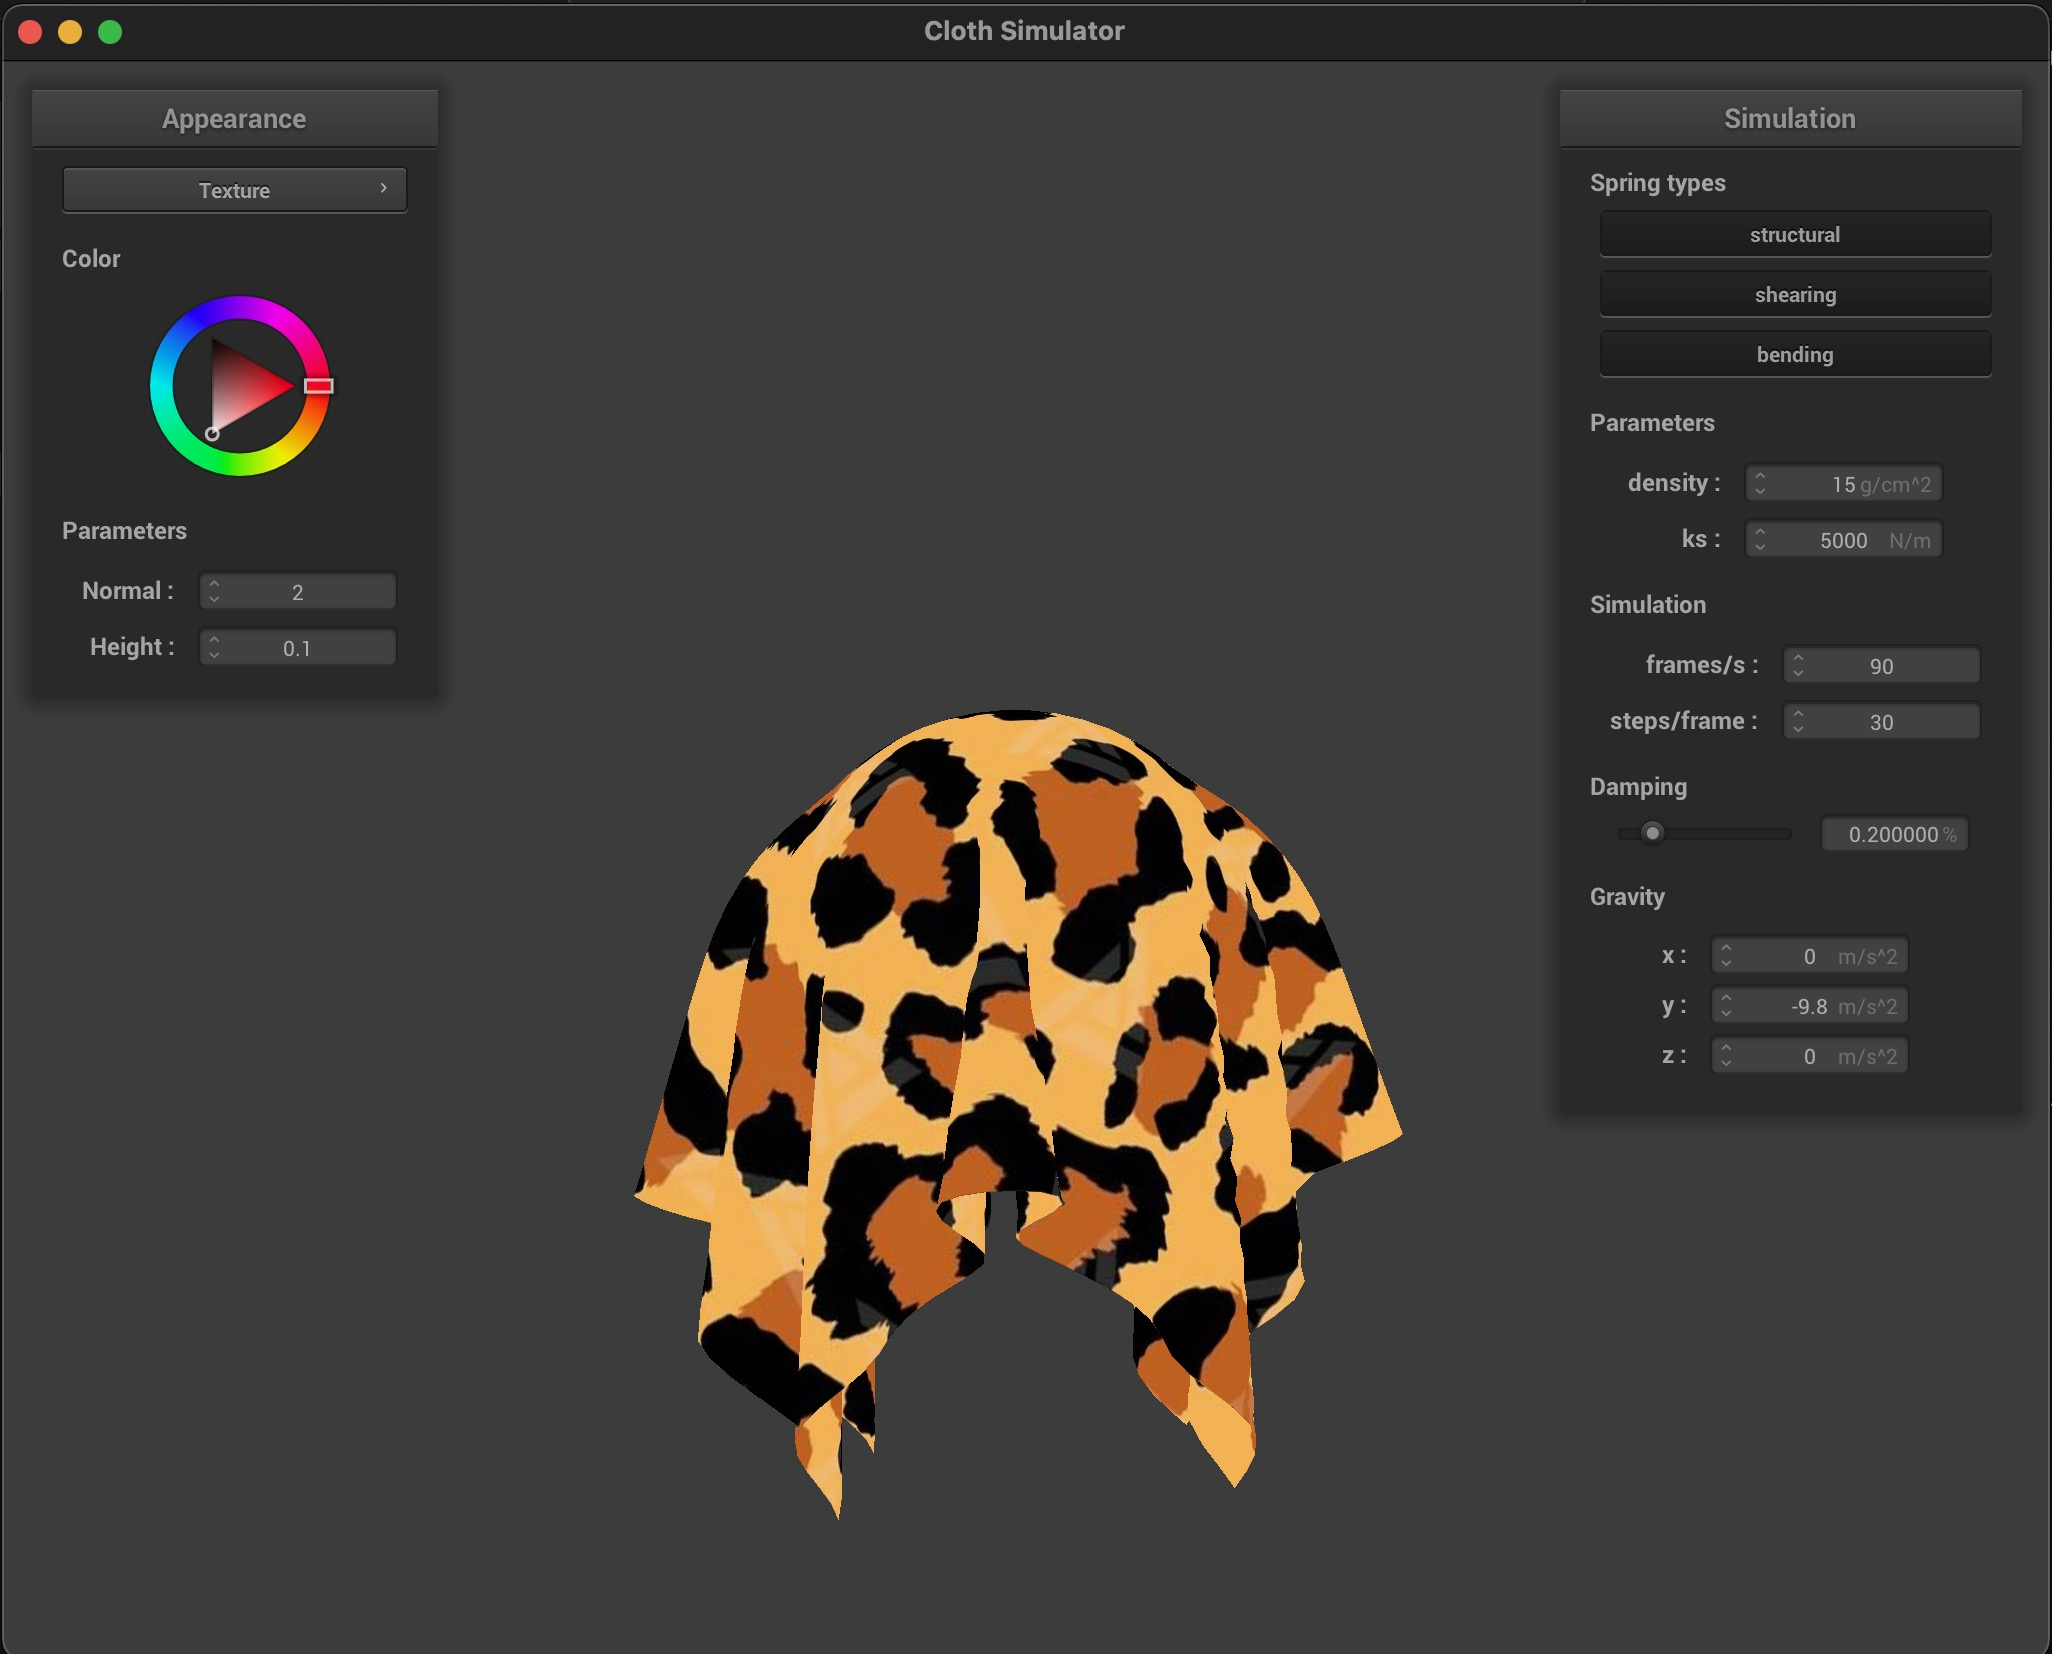 Cloth Simulator
Appearance
Texture
Color
Parameters
Normal : 2
Height : 0.1
Simulation
Spring types
structural
shearing
bending
Parameters
density : 15 g/cm^2
ks : 5000 N/m
Simulation
frames/s : 90
steps/frame : 30
Damping
0.200000 %
Gravity
x : 0 m/s^2
y : -9.8 m/s^2
z : 0 m/s^2